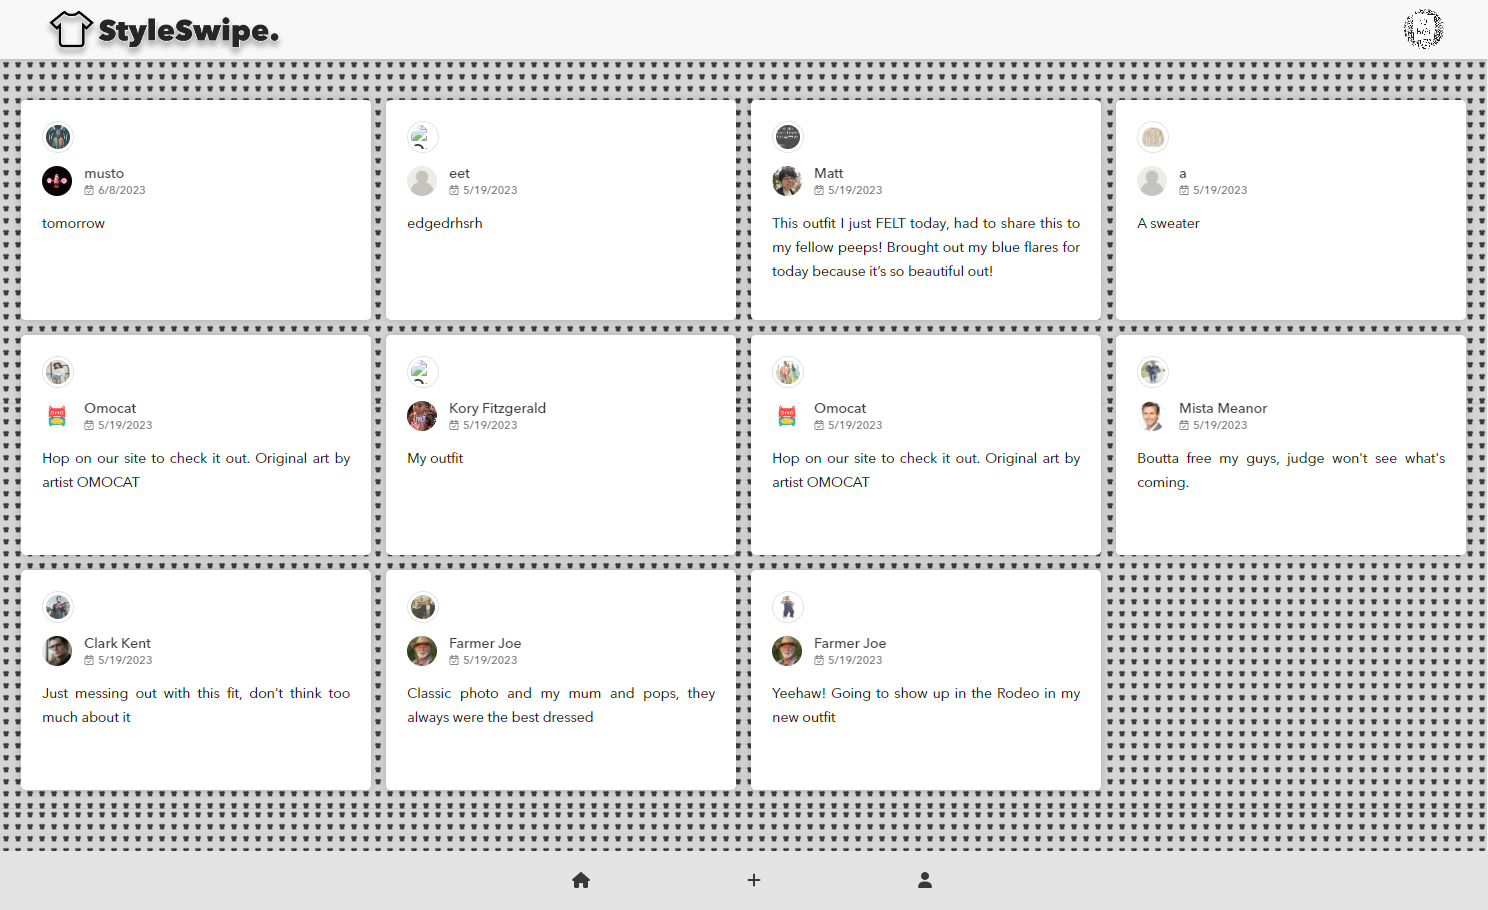 StyleSwipe.
musto
6/8/2023
tomorrow
eet
5/19/2023
edgedrhsrh
Matt
5/19/2023
This outfit I just FELT today, had to share this to
my fellow peeps! Brought out my blue flares for
today because it’s so beautiful out!
a
5/19/2023
A sweater
Omocat
5/19/2023
Hop on our site to check it out. Original art by
artist OMOCAT
Kory Fitzgerald
5/19/2023
My outfit
Omocat
5/19/2023
Hop on our site to check it out. Original art by
artist OMOCAT
Mista Meanor
5/19/2023
Boutta free my guys, judge won't see what's
coming.
Clark Kent
5/19/2023
Just messing out with this fit, don't think too
much about it
Farmer Joe
5/19/2023
Classic photo and my mum and pops, they
always were the best dressed
Farmer Joe
5/19/2023
Yeehaw! Going to show up in the Rodeo in my
new outfit